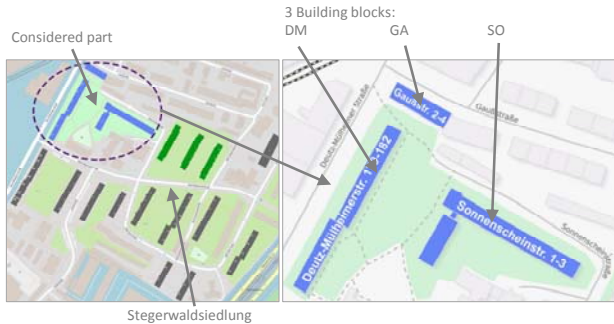 3 Building blocks:
Considered part
DM
GA
SO
Gaußstr. 2-4
Gaußstraße
Deutz-Mülheimer Straße
Deutz-Mülheimerstr.
-182
Sonnenscheinstr. 1-3
Sonnenscheinstraße
Stegerwaldsiedlung